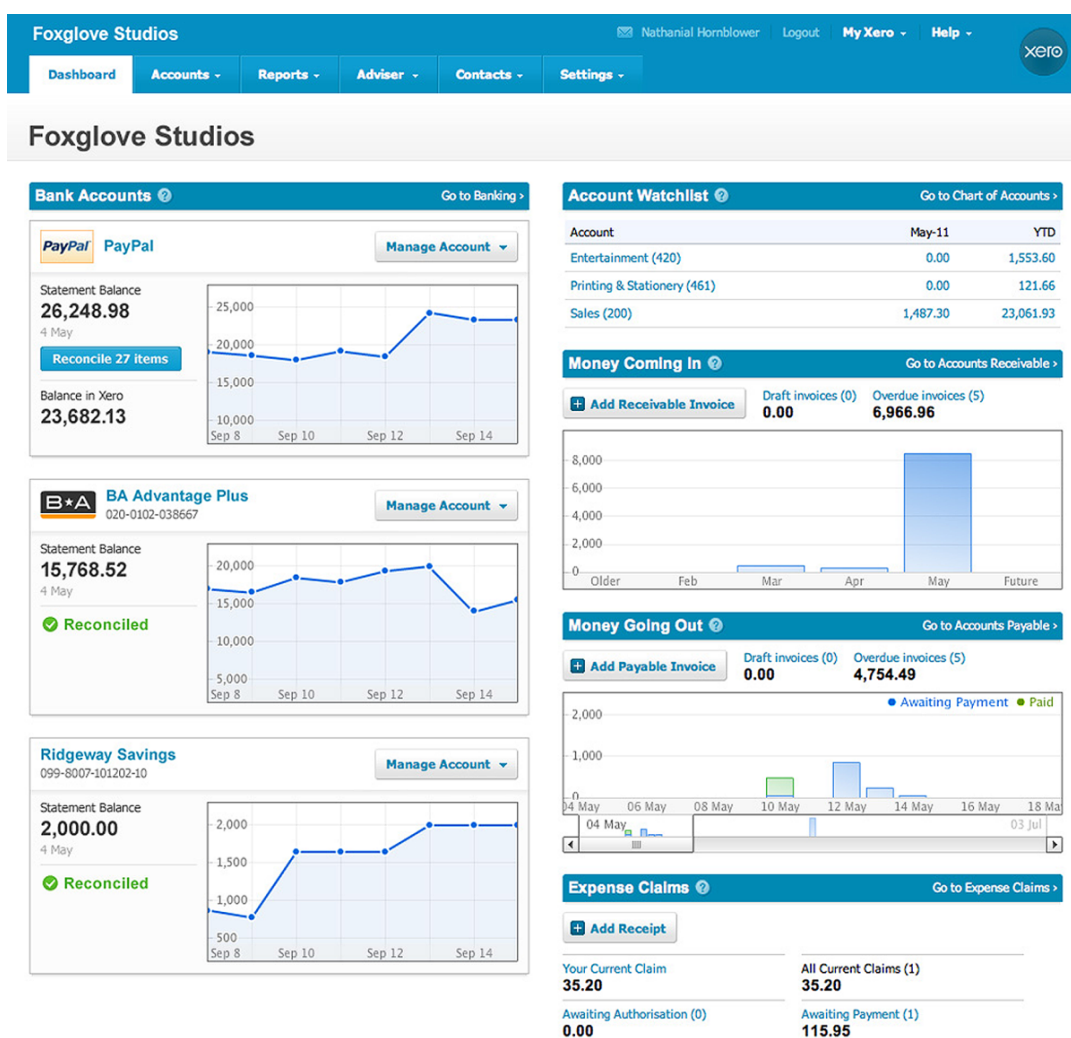 Foxglove Studios
Nathanial Hornblower Logout My Xero Help
xero
Dashboard Accounts Reports Adviser Contacts Settings
Foxglove Studios
Bank Accounts ? Go to Banking ›
PayPal PayPal Manage Account
Statement Balance
26,248.98
4 May
Reconcile 27 items
Balance in Xero
23,682.13
25,000
20,000
15,000
10,000
Sep 8 Sep 10 Sep 12 Sep 14
B★A BA Advantage Plus
020-0102-038667
Manage Account
Statement Balance
15,768.52
4 May
Reconciled
20,000
15,000
10,000
5,000
Sep 8 Sep 10 Sep 12 Sep 14
Ridgeway Savings
099-8007-101202-10
Manage Account
Statement Balance
2,000.00
4 May
Reconciled
2,000
1,500
1,000
500
Sep 8 Sep 10 Sep 12 Sep 14
Account Watchlist ? Go to Chart of Accounts ›
Account May-11 YTD
Entertainment (420) 0.00 1,553.60
Printing & Stationery (461) 0.00 121.66
Sales (200) 1,487.30 23,061.93
Money Coming In ? Go to Accounts Receivable ›
+ Add Receivable Invoice
Draft invoices (0) Overdue invoices (5)
0.00 6,966.96
8,000
6,000
4,000
2,000
0
Older Feb Mar Apr May Future
Money Going Out ? Go to Accounts Payable ›
+ Add Payable Invoice
Draft invoices (0) Overdue invoices (5)
0.00 4,754.49
Awaiting Payment Paid
2,000
1,000
0
04 May 06 May 08 May 10 May 12 May 14 May 16 May 18 Ma
04 May 03 Jul
Expense Claims ? Go to Expense Claims ›
+ Add Receipt
Your Current Claim All Current Claims (1)
35.20 35.20
Awaiting Authorisation (0) Awaiting Payment (1)
0.00 115.95